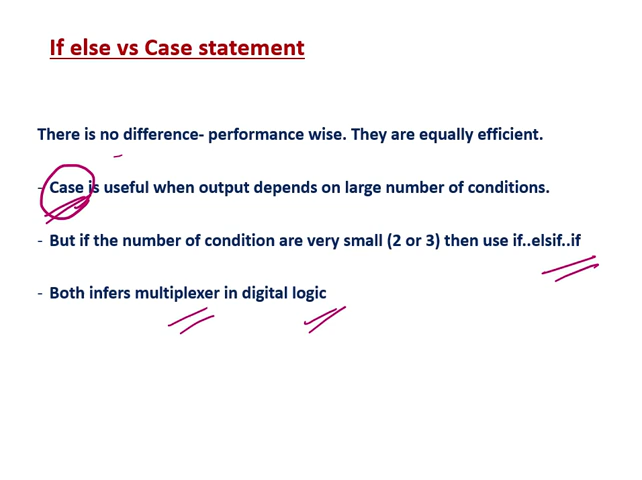 If else vs Case statement
There is no difference- performance wise. They are equally efficient.
- Case is useful when output depends on large number of conditions.
- But if the number of condition are very small (2 or 3) then use if..elsif..if
- Both infers multiplexer in digital logic